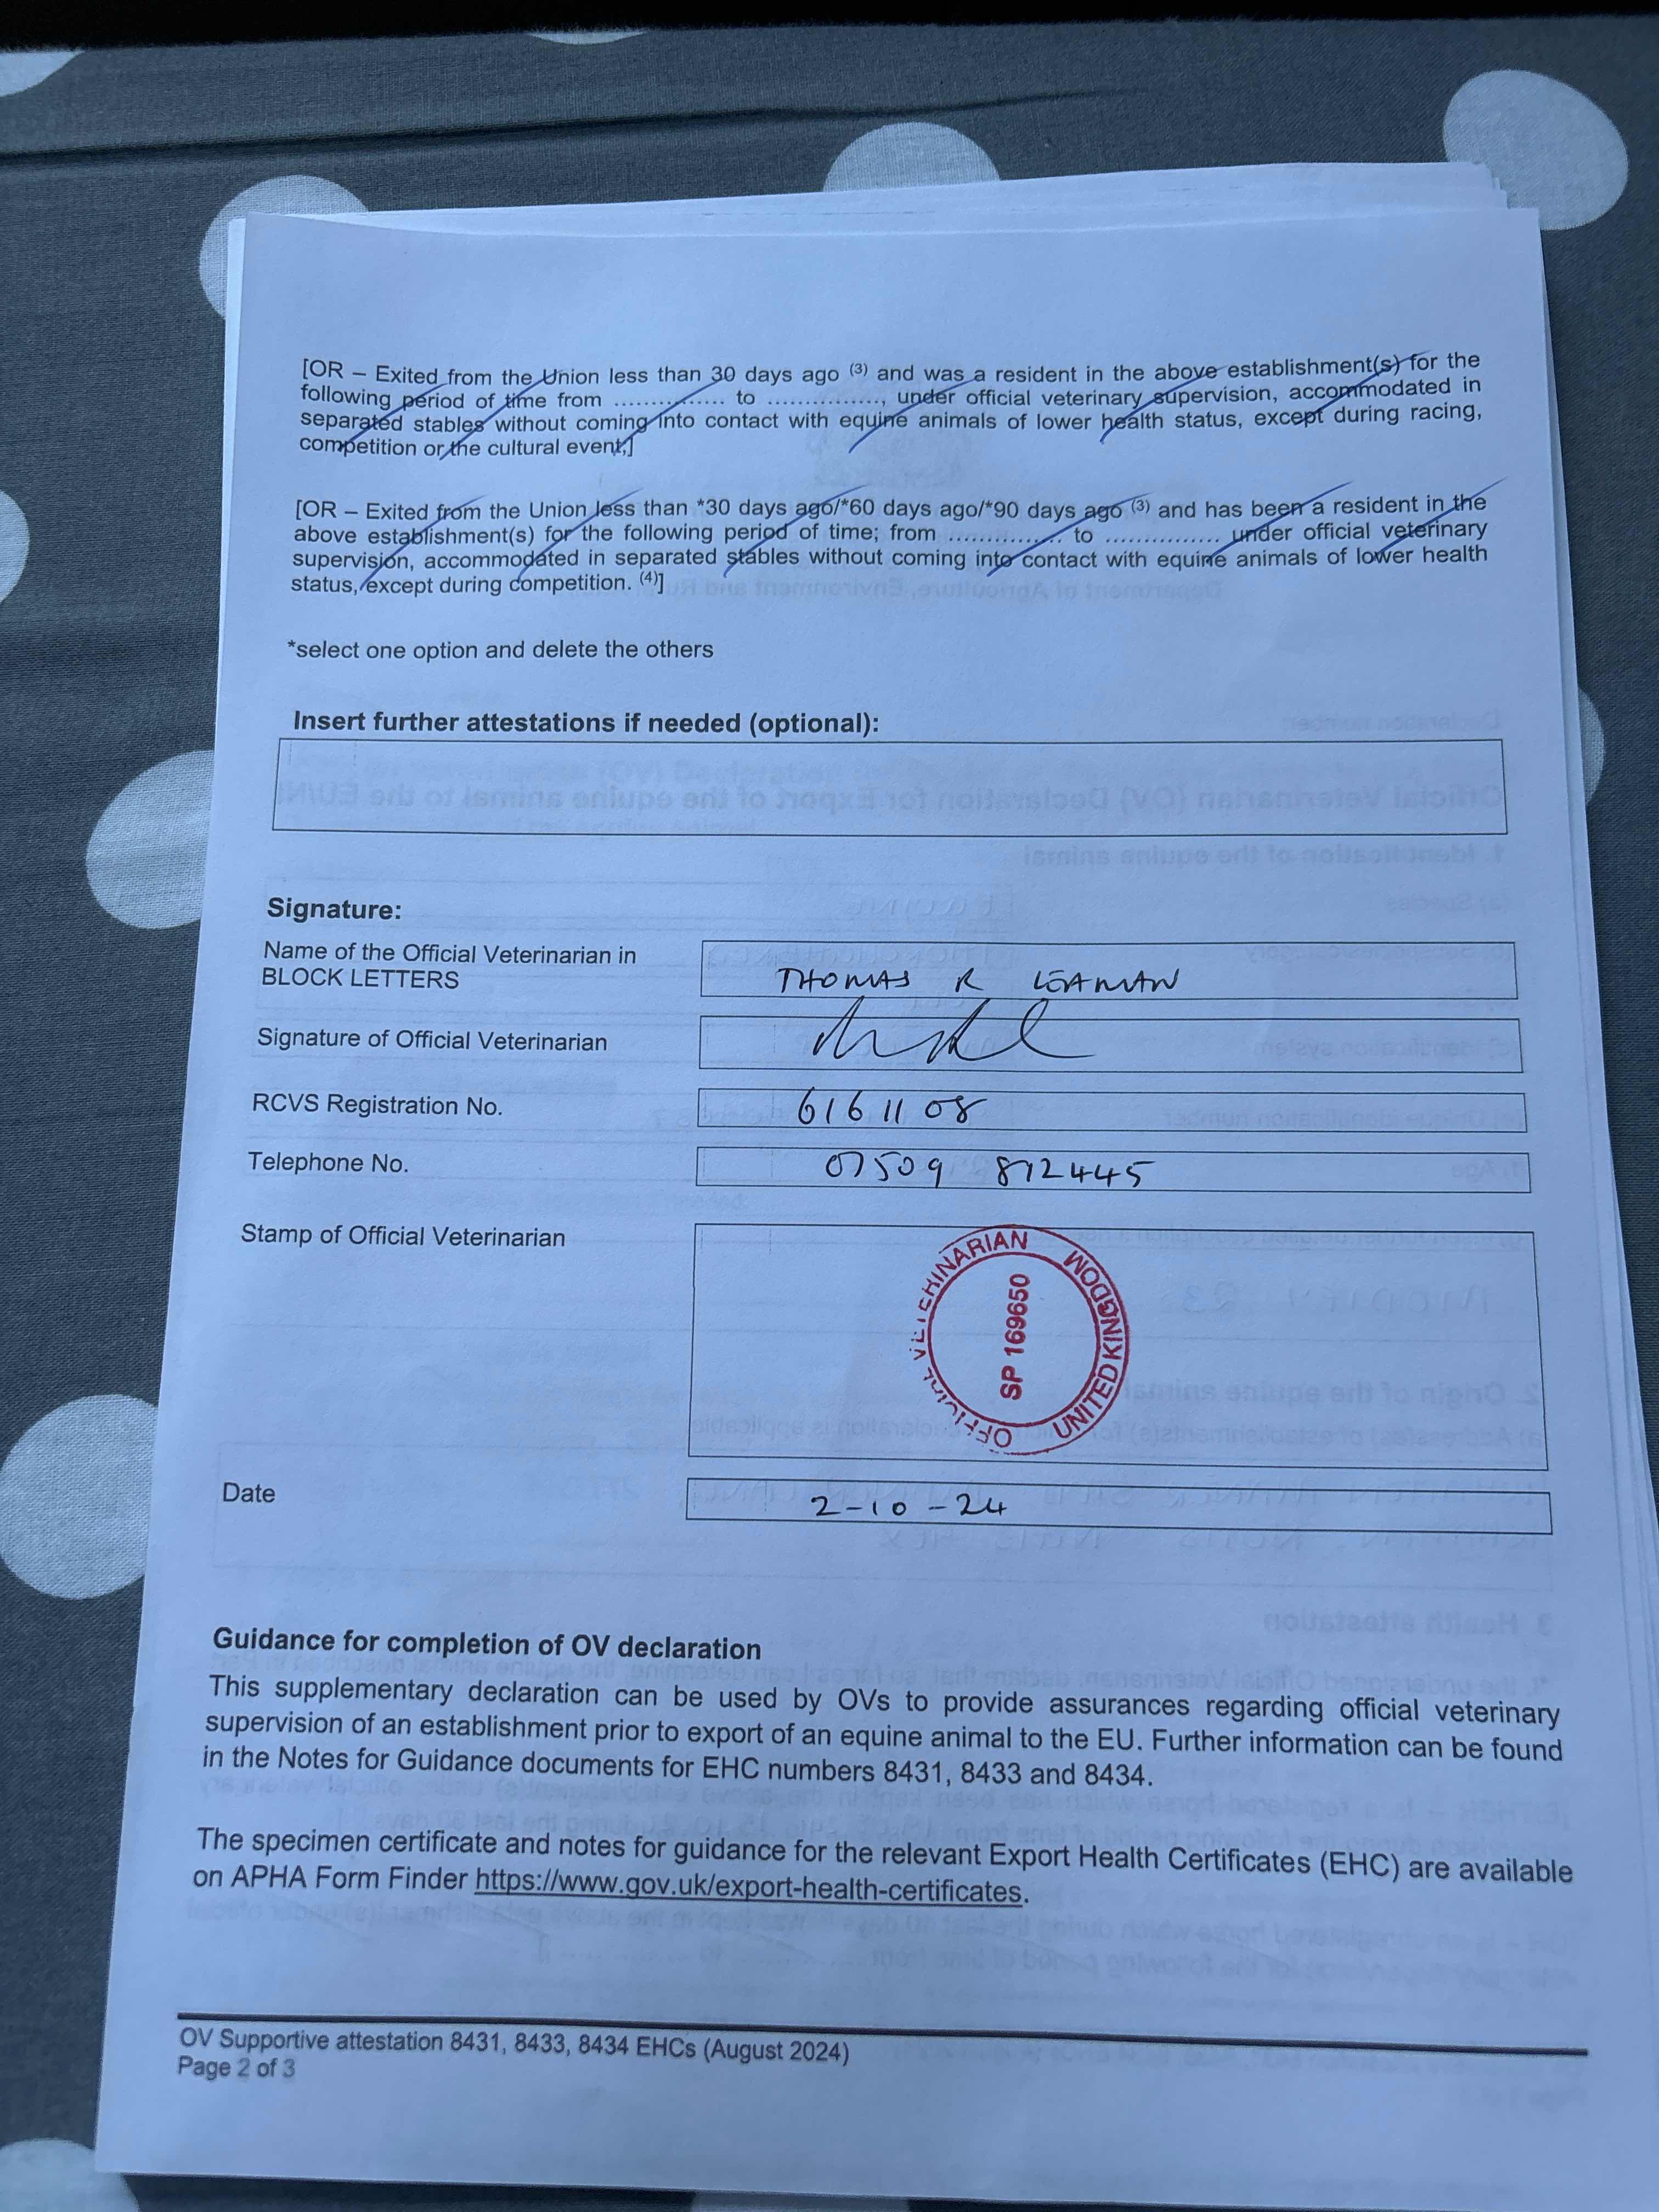 [OR – Exited from the Union less than 30 days ago (3) and was a resident in the above establishment(s) for the
following period of time from .............. to ..............., under official veterinary supervision, accommodated in
separated stables without coming into contact with equine animals of lower health status, except during racing,
competition or the cultural event;]
[OR – Exited from the Union less than *30 days ago/*60 days ago/*90 days ago (3) and has been a resident in the
above establishment(s) for the following period of time; from ............... to ............... under official veterinary
supervision, accommodated in separated stables without coming into contact with equine animals of lower health
status, except during competition. (4)]
*select one option and delete the others
Insert further attestations if needed (optional):
Signature:
Name of the Official Veterinarian in
BLOCK LETTERS
THOMAS R LEAMAN
Signature of Official Veterinarian
RCVS Registration No.
6161108
Telephone No.
07509 872445
Stamp of Official Veterinarian
OFFICIAL VETERINARIAN
SP 169650
UNITED KINGDOM
Date
2-10-24
Guidance for completion of OV declaration
This supplementary declaration can be used by OVs to provide assurances regarding official veterinary
supervision of an establishment prior to export of an equine animal to the EU. Further information can be found
in the Notes for Guidance documents for EHC numbers 8431, 8433 and 8434.
The specimen certificate and notes for guidance for the relevant Export Health Certificates (EHC) are available
on APHA Form Finder https://www.gov.uk/export-health-certificates.
OV Supportive attestation 8431, 8433, 8434 EHCs (August 2024)
Page 2 of 3